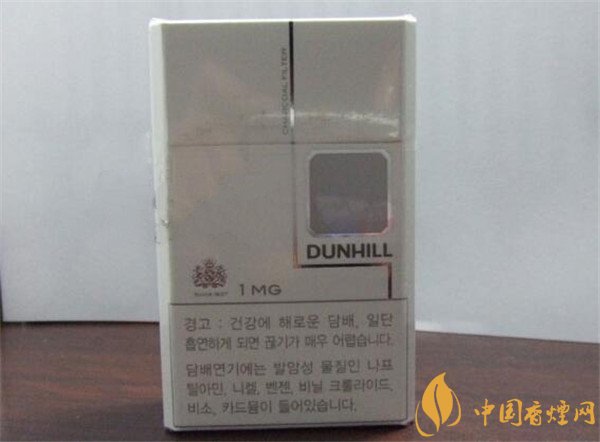 CHARCOAL FILTER
DUNHILL
1 MG
경고 : 건강에 해로운 담배, 일단
흡연하게 되면 끊기가 매우 어렵습니다.
담배연기에는 발암성 물질인 나프
틸아민, 니켈, 벤젠, 비닐 크롤라이드,
비소, 카드뮴이 들어있습니다.
中国香烟网